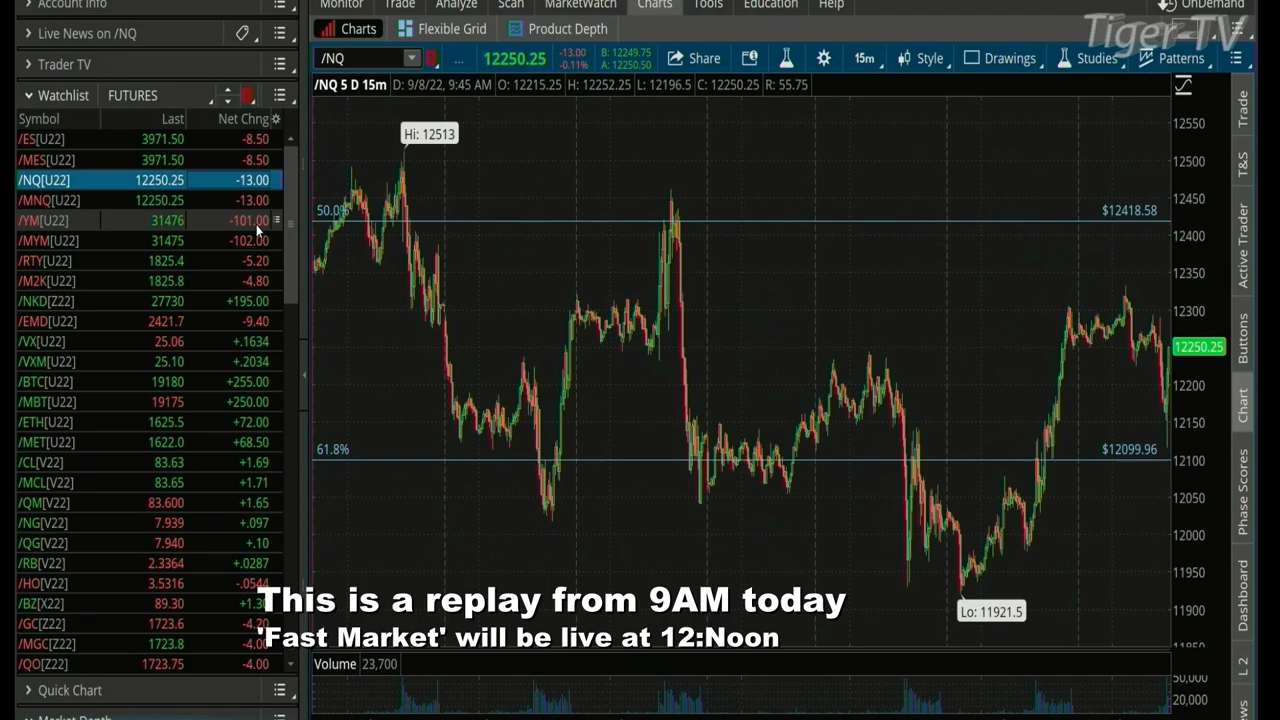 Account Info
Monitor Trade Analyze Scan MarketWatch Charts Tools Education Help OnDemand
Tiger-TV
Live News on /NQ
Charts Flexible Grid Product Depth
Trader TV
/NQ 12250.25 -13.00 -0.11% B: 12249.75 A: 12250.50 Share 15m Style Drawings Studies Patterns
Watchlist FUTURES
/NQ 5 D 15m D: 9/8/22, 9:45 AM O: 12215.25 H: 12252.25 L: 12196.5 C: 12250.25 R: 55.75
Symbol Last Net Chng
/ES[U22] 3971.50 -8.50
/MES[U22] 3971.50 -8.50
/NQ[U22] 12250.25 -13.00
/MNQ[U22] 12250.25 -13.00
/YM[U22] 31476 -101.00
/MYM[U22] 31475 -102.00
/RTY[U22] 1825.4 -5.20
/M2K[U22] 1825.8 -4.80
/NKD[Z22] 27730 +195.00
/EMD[U22] 2421.7 -9.40
/VX[U22] 25.06 +.1634
/VXM[U22] 25.10 +.2034
/BTC[U22] 19180 +255.00
/MBT[U22] 19175 +250.00
/ETH[U22] 1625.5 +72.00
/MET[U22] 1622.0 +68.50
/CL[V22] 83.63 +1.69
/MCL[V22] 83.65 +1.71
/QM[V22] 83.600 +1.65
/NG[V22] 7.939 +.097
/QG[V22] 7.940 +.10
/RB[V22] 2.3364 +.0287
/HO[V22] 3.5316 -.0544
/BZ[X22] 89.30
/GC[V22] 1723.6 -4.20
/MGC[V22] 1723.8 -4.00
/QO[V22] 1723.75 -4.00
Quick Chart
Market Depth
Hi: 12513
50.0% $12418.58
61.8% $12099.96
Lo: 11921.5
12550
12500
12450
12400
12350
12300
12250.25
12200
12150
12100
12050
12000
11950
11900
11850
This is a replay from 9AM today
'Fast Market' will be live at 12:Noon
Volume 23,700
50,000
20,000
Trade
T&S
Active Trader
Buttons
Chart
Phase Scores
Dashboard
L 2